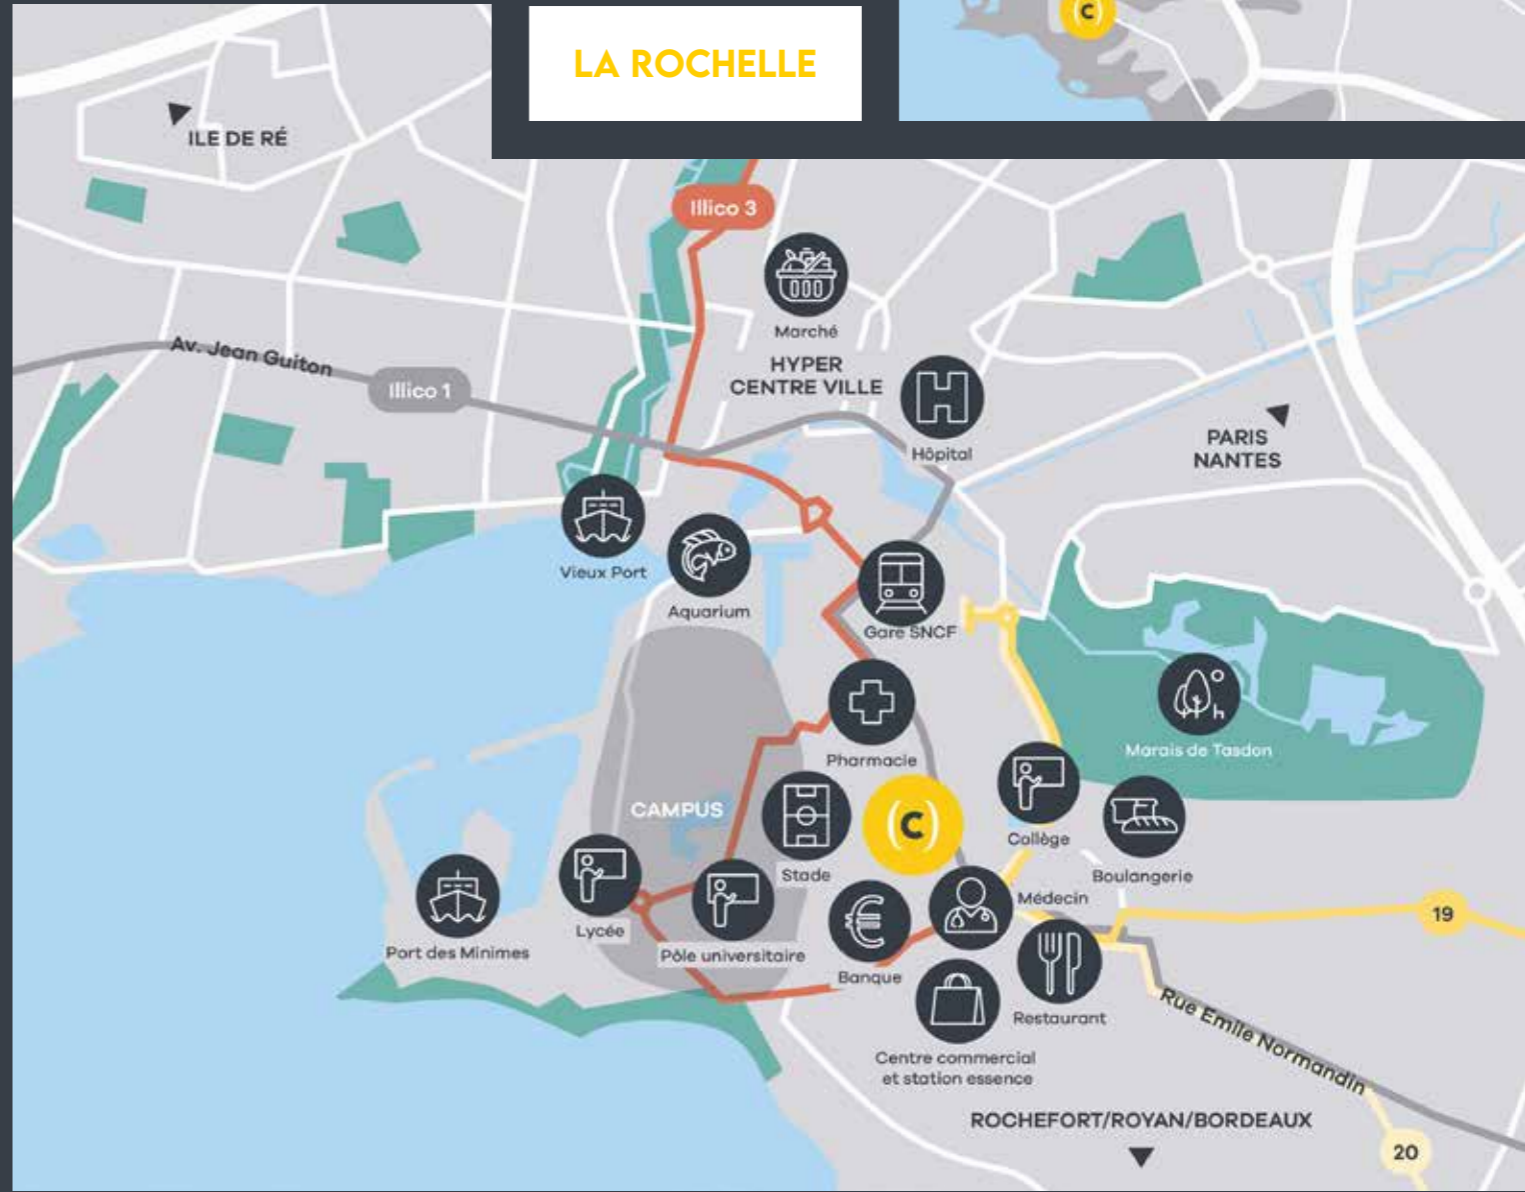 LA ROCHELLE
(C)
ILE DE RÉ
Illico 3
Marché
Av. Jean Guiton
HYPER
CENTRE VILLE
Illico 1
Hôpital
PARIS
NANTES
Vieux Port
Aquarium
Gare SNCF
Marais de Tasdon
Pharmacie
CAMPUS
(C)
Collège
Stade
Boulangerie
Médecin
19
Lycée
Port des Minimes
Pôle universitaire
Banque
Restaurant
Rue Emile Normandin
Centre commercial
et station essence
ROCHEFORT/ROYAN/BORDEAUX
20